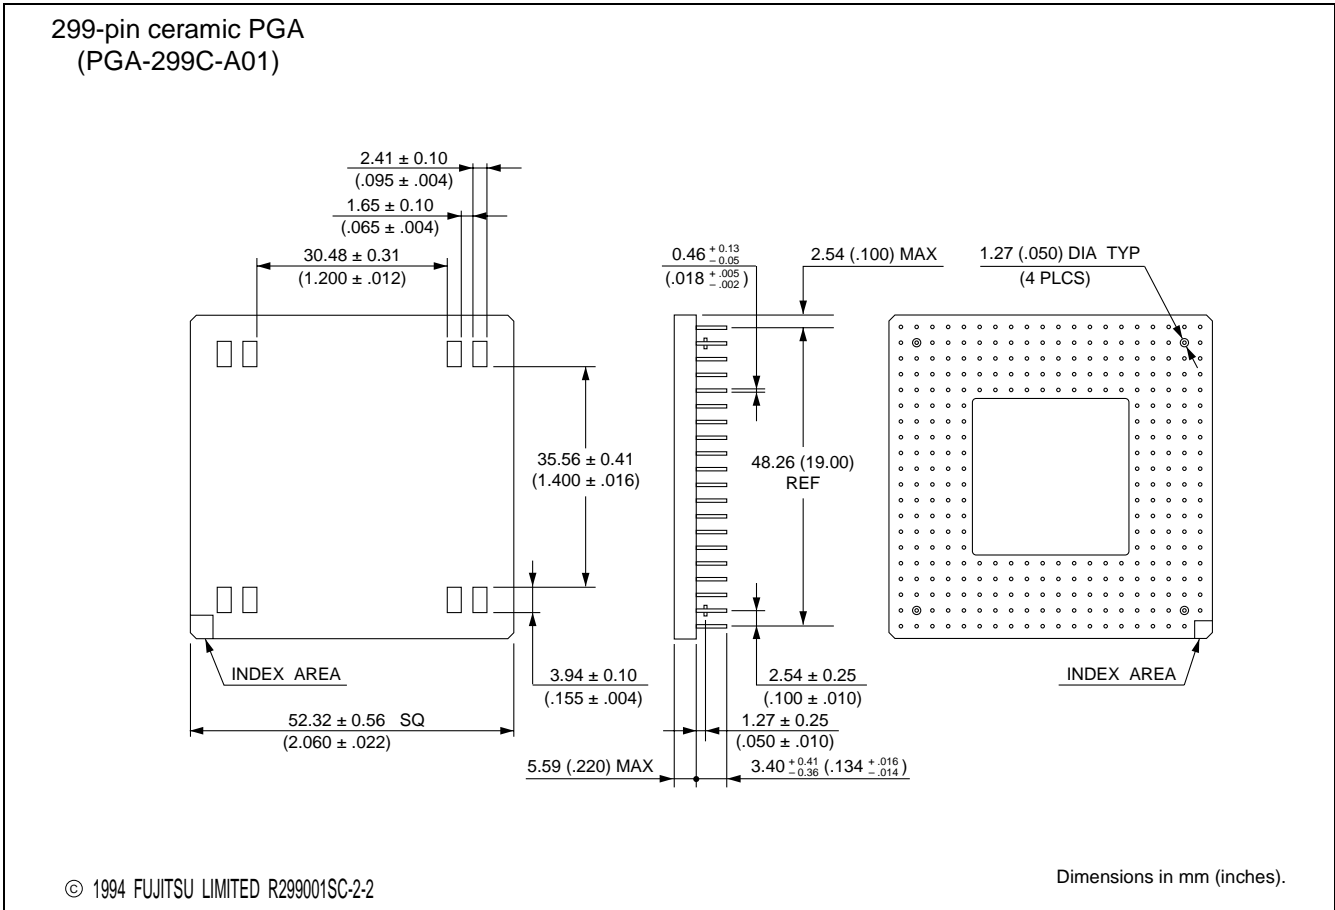 299-pin ceramic PGA
(PGA-299C-A01)
2.41 ± 0.10
(.095 ± .004)
1.65 ± 0.10
(.065 ± .004)
30.48 ± 0.31
(1.200 ± .012)
0.46 + 0.13 – 0.05
(.018 + .005 – .002 )
2.54 (.100) MAX
1.27 (.050) DIA TYP
(4 PLCS)
35.56 ± 0.41
(1.400 ± .016)
48.26 (19.00)
REF
INDEX AREA
3.94 ± 0.10
(.155 ± .004)
2.54 ± 0.25
(.100 ± .010)
INDEX AREA
52.32 ± 0.56 SQ
(2.060 ± .022)
1.27 ± 0.25
(.050 ± .010)
5.59 (.220) MAX
3.40 + 0.41 – 0.36 (.134 + .016 – .014 )
© 1994 FUJITSU LIMITED R299001SC-2-2
Dimensions in mm (inches).